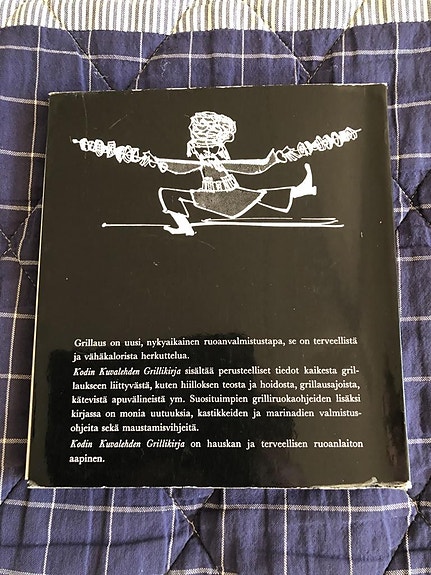 Grillaus on uusi, nykyaikainen ruoanvalmistustapa, se on terveellistä
ja vähäkalorista herkuttelua.
Kodin Kuvalehden Grillikirja sisältää perusteelliset tiedot kaikesta gril-
laukseen liittyvästä, kuten hiilloksen teosta ja hoidosta, grillausajoista,
kätevistä apuvälineistä ym. Suosituimpien grilliruokaohjeiden lisäksi
kirjassa on monia uutuuksia, kastikkeiden ja marinadien valmistus-
ohjeita sekä maustamisvihjeitä.
Kodin Kuvalehden Grillikirja on hauskan ja terveellisen ruoanlaiton
aapinen.